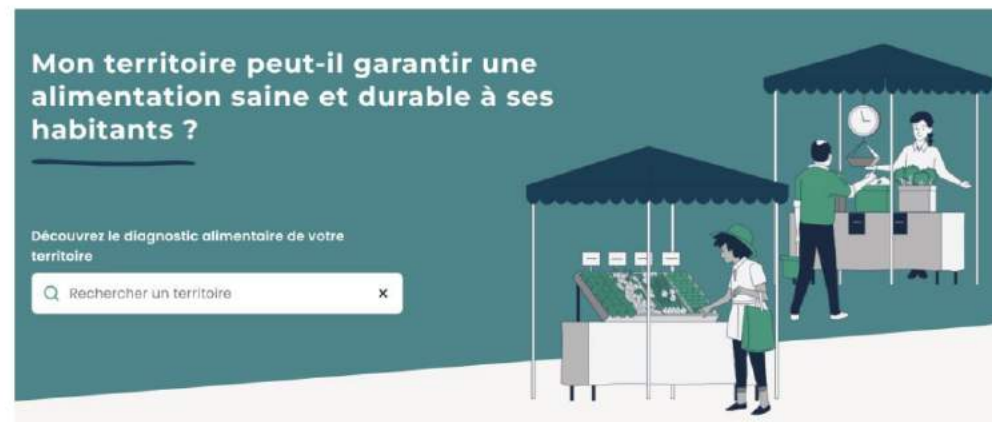 Mon territoire peut-il garantir une
alimentation saine et durable à ses
habitants ?
Découvrez le diagnostic alimentaire de votre
territoire
Rechercher un territoire x